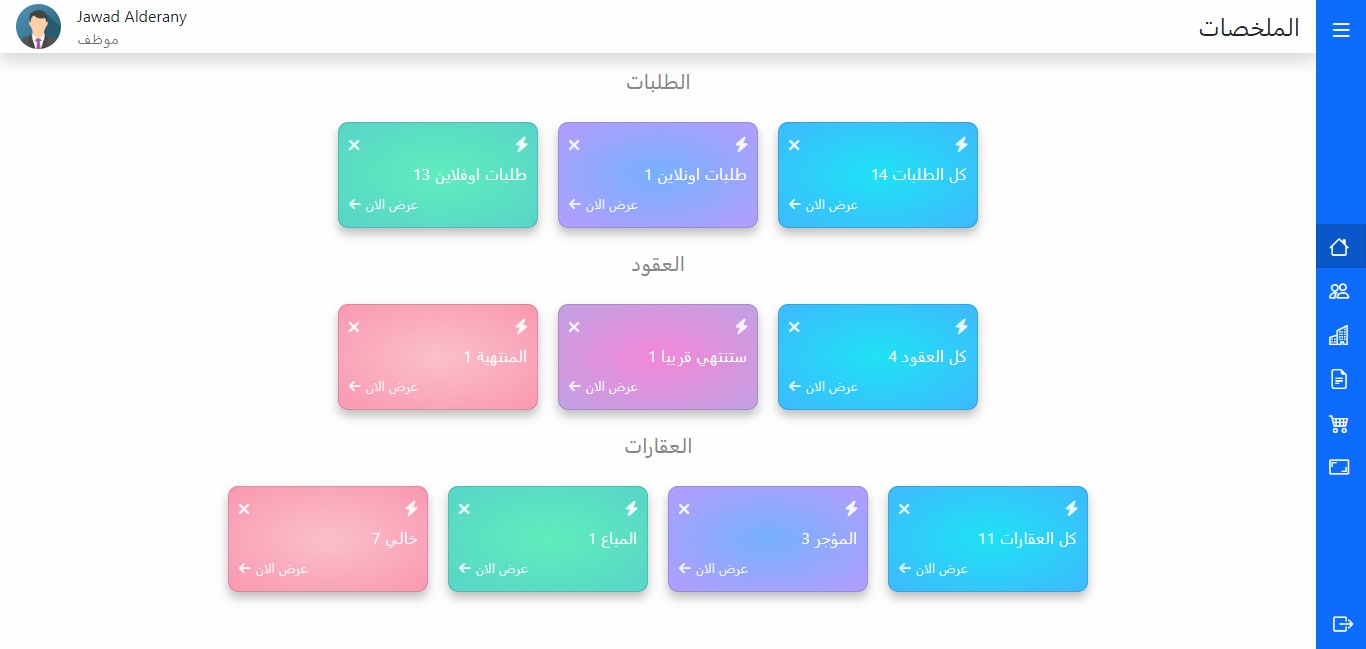 الملخصات
Jawad Alderany
موظف
الطلبات
كل الطلبات 14
عرض الان
طلبات اونلاين 1
عرض الان
طلبات اوفلاين 13
عرض الان
العقود
كل العقود 4
عرض الان
ستنتهي قريبا 1
عرض الان
المنتهية 1
عرض الان
العقارات
كل العقارات 11
عرض الان
المؤجر 3
عرض الان
المباع 1
عرض الان
خالي 7
عرض الان